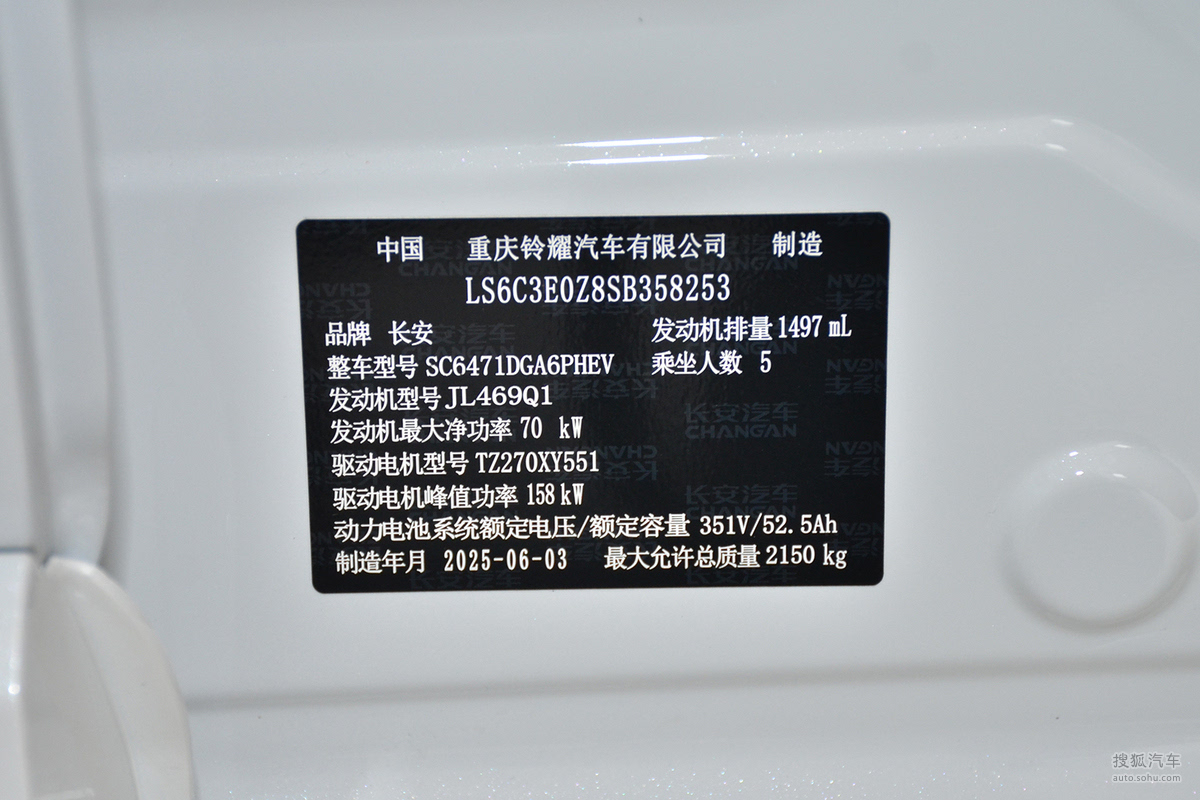 中国 重庆铃耀汽车有限公司 制造
LS6C3E0Z8SB358253
品牌 长安 发动机排量 1497 mL
整车型号 SC6471DGA6PHEV 乘坐人数 5
发动机型号 JL469Q1
发动机最大净功率 70 kW
驱动电机型号 TZ270XY551
驱动电机峰值功率 158 kW
动力电池系统额定电压/额定容量 351V/52.5Ah
制造年月 2025-06-03 最大允许总质量 2150 kg
长安汽车
CHANGAN
搜狐汽车
auto.sohu.com